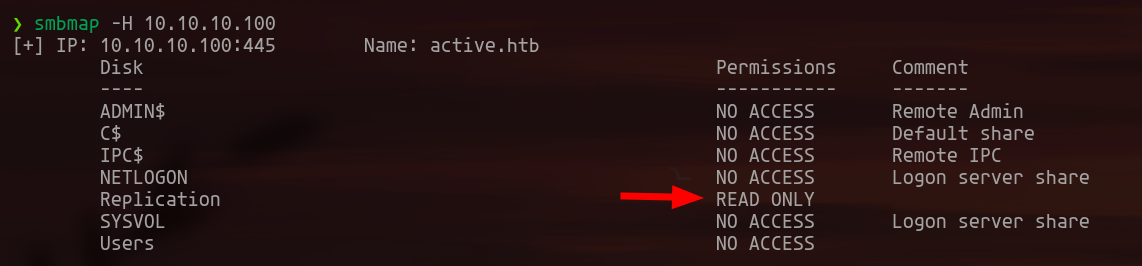 ❯ smbmap -H 10.10.10.100
[+] IP: 10.10.10.100:445 Name: active.htb
Disk Permissions Comment
---- ----------- -------
ADMIN$ NO ACCESS Remote Admin
C$ NO ACCESS Default share
IPC$ NO ACCESS Remote IPC
NETLOGON NO ACCESS Logon server share
Replication READ ONLY
SYSVOL NO ACCESS Logon server share
Users NO ACCESS